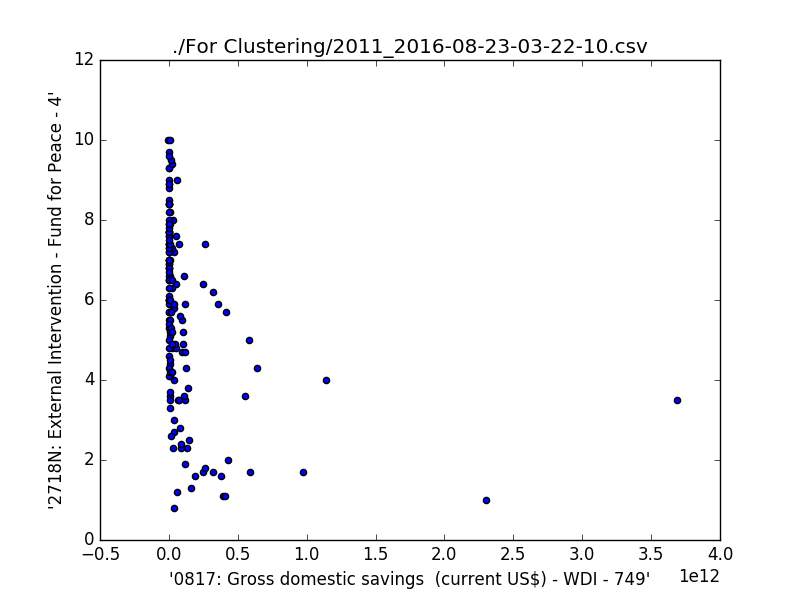 ./For Clustering/2011_2016-08-23-03-22-10.csv
12
10
8
6
4
2
0
'2718N: External Intervention - Fund for Peace - 4'
−0.5 0.0 0.5 1.0 1.5 2.0 2.5 3.0 3.5 4.0
1e12
'0817: Gross domestic savings  (current US$) - WDI - 749'